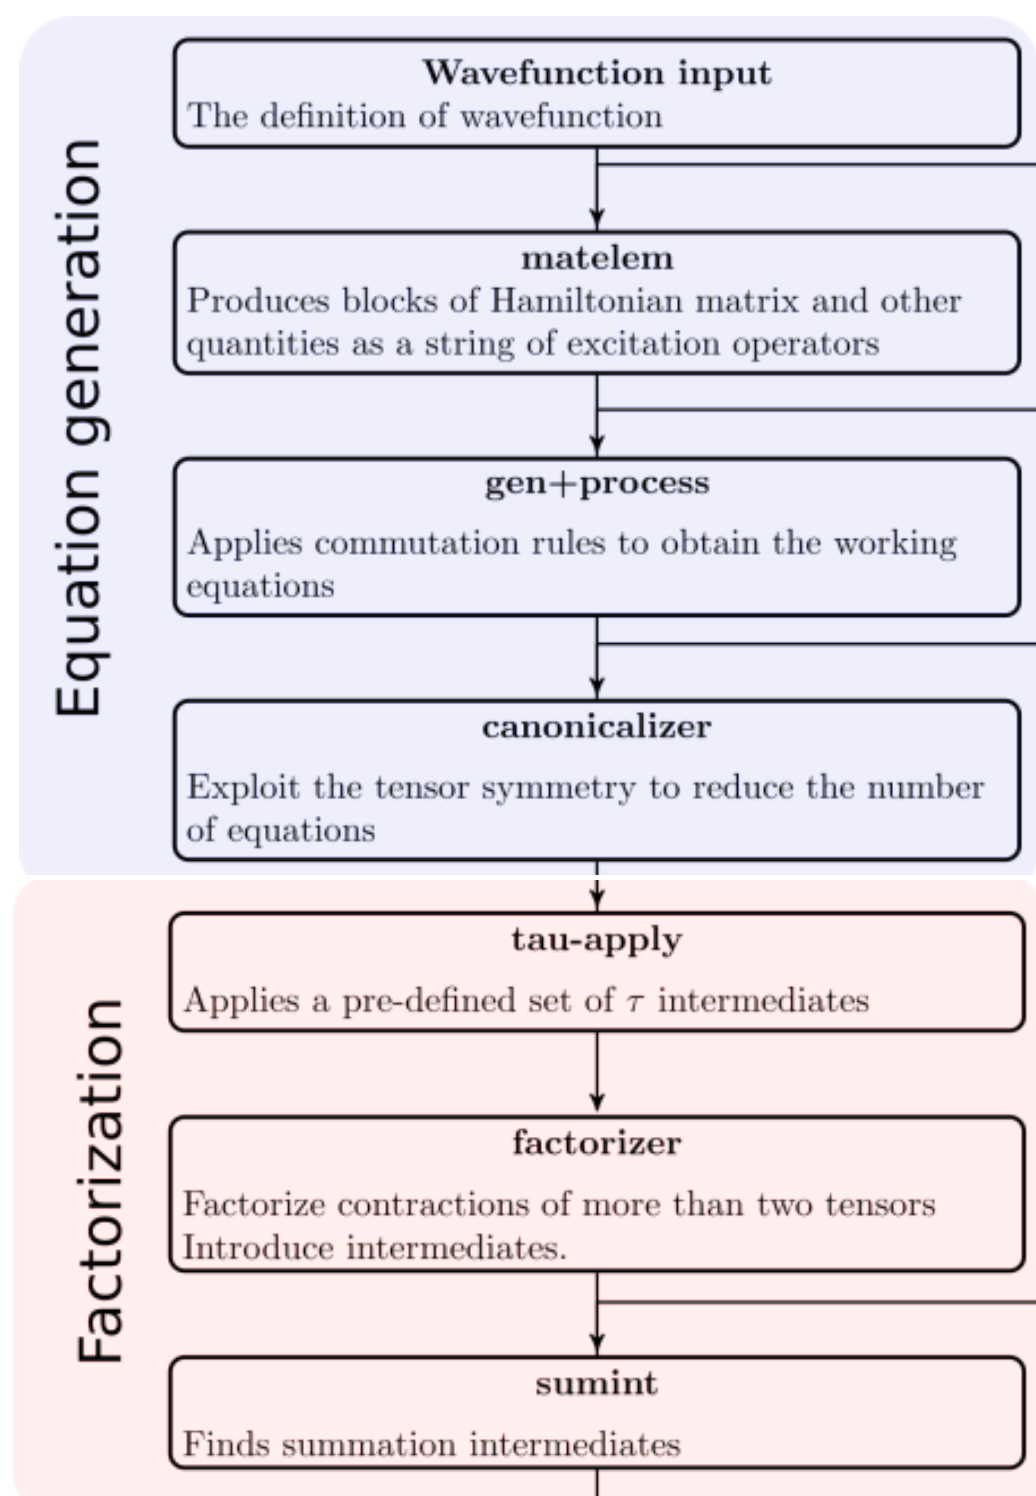 Equation generation
Wavefunction input
The definition of wavefunction
matelem
Produces blocks of Hamiltonian matrix and other
quantities as a string of excitation operators
gen+process
Applies commutation rules to obtain the working
equations
canonicalizer
Exploit the tensor symmetry to reduce the number
of equations
Factorization
tau-apply
Applies a pre-defined set of τ intermediates
factorizer
Factorize contractions of more than two tensors
Introduce intermediates.
sumint
Finds summation intermediates